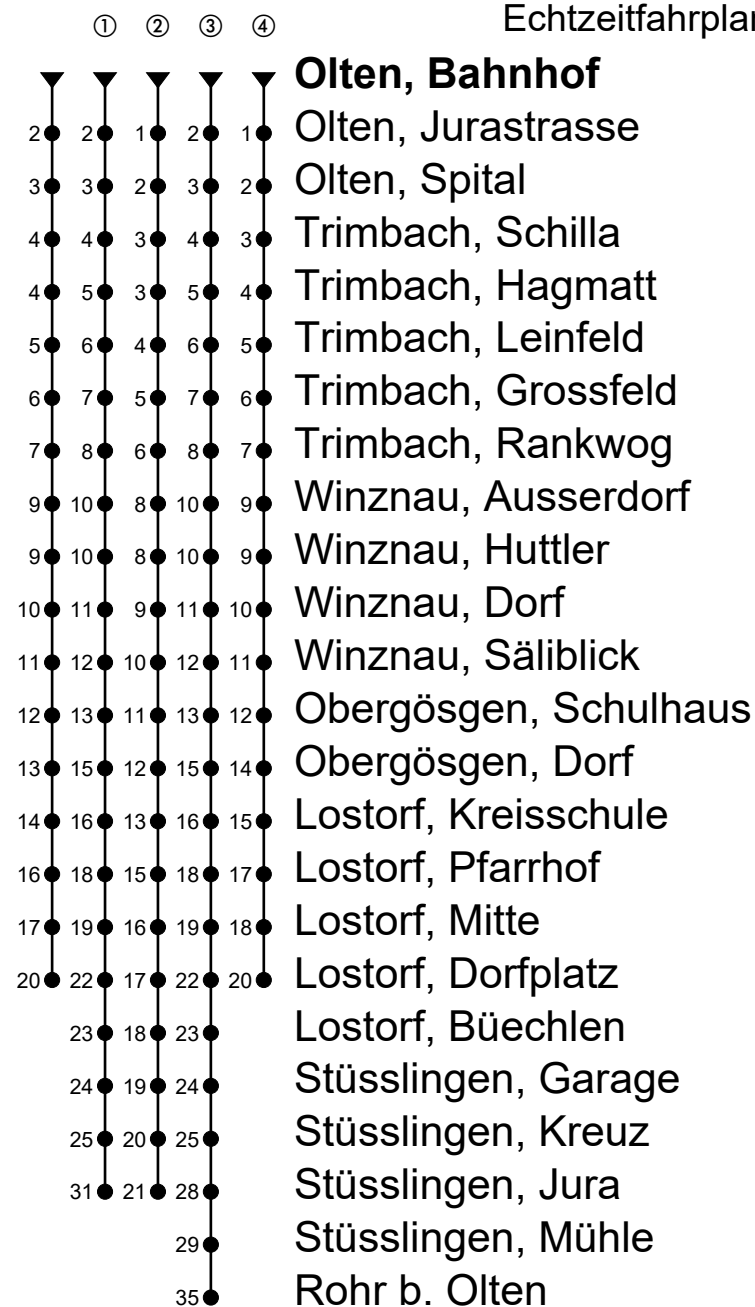 ① ② ③ ④ Echtzeitfahrplan
Olten, Bahnhof
2 2 1 2 1 Olten, Jurastrasse
3 3 2 3 2 Olten, Spital
4 4 3 4 3 Trimbach, Schilla
4 5 3 5 4 Trimbach, Hagmatt
5 6 4 6 5 Trimbach, Leinfeld
6 7 5 7 6 Trimbach, Grossfeld
7 8 6 8 7 Trimbach, Rankwog
9 10 8 10 9 Winznau, Ausserdorf
9 10 8 10 9 Winznau, Huttler
10 11 9 11 10 Winznau, Dorf
11 12 10 12 11 Winznau, Säliblick
12 13 11 13 12 Obergösgen, Schulhaus
13 15 12 15 14 Obergösgen, Dorf
14 16 13 16 15 Lostorf, Kreisschule
16 18 15 18 17 Lostorf, Pfarrhof
17 19 16 19 18 Lostorf, Mitte
20 22 17 22 20 Lostorf, Dorfplatz
23 18 23 Lostorf, Büechlen
24 19 24 Stüsslingen, Garage
25 20 25 Stüsslingen, Kreuz
31 21 28 Stüsslingen, Jura
29 Stüsslingen, Mühle
35 Rohr b. Olten